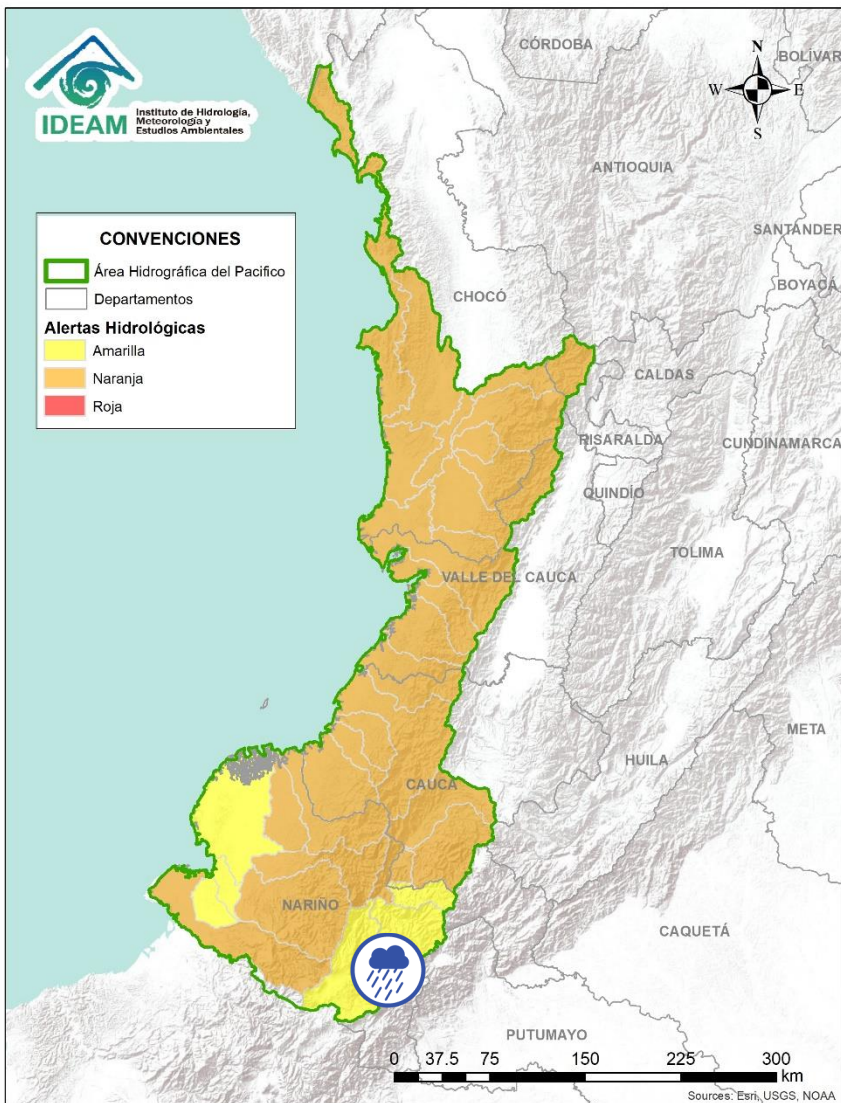 IDEAM
Instituto de Hidrología,
Meteorología y
Estudios Ambientales
CÓRDOBA
BOLÍVAR
N
W
E
S
ANTIOQUIA
SANTANDER
BOYACÁ
CONVENCIONES
Área Hidrográfica del Pacifico
Departamentos
Alertas Hidrológicas
Amarilla
Naranja
Roja
CHOCÓ
CALDAS
RISARALDA
CUNDINAMARCA
QUINDÍO
TOLIMA
VALLE DEL CAUCA
META
HUILA
CAUCA
NARIÑO
CAQUETÁ
PUTUMAYO
0 37.5 75 150 225 300
km
Sources: Esri, USGS, NOAA